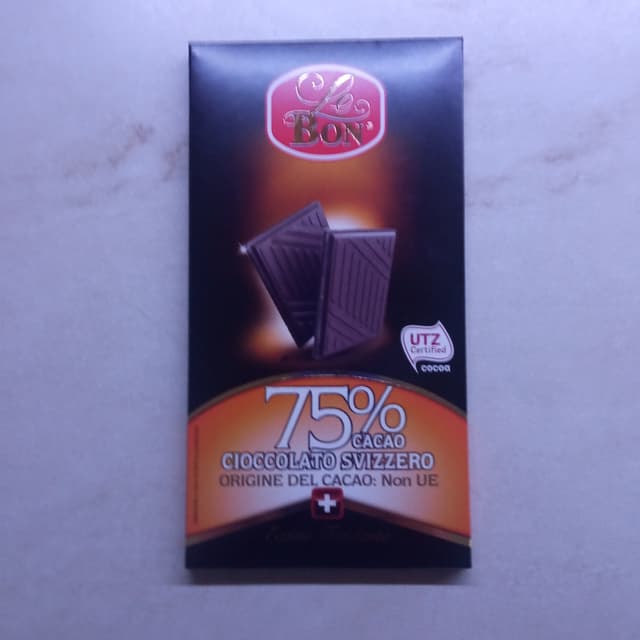 Le
BON
UTZ
Certified
cocoa
75%
CACAO
CIOCCOLATO SVIZZERO
ORIGINE DEL CACAO: Non UE